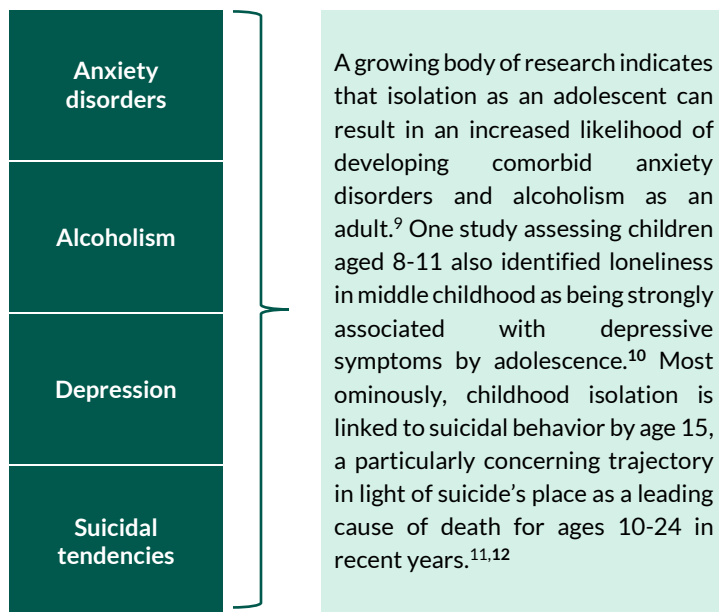 Anxiety
disorders
Alcoholism
Depression
Suicidal
tendencies
A growing body of research indicates
that isolation as an adolescent can
result in an increased likelihood of
developing comorbid anxiety
disorders and alcoholism as an
adult.⁹ One study assessing children
aged 8-11 also identified loneliness
in middle childhood as being strongly
associated with depressive
symptoms by adolescence.¹⁰ Most
ominously, childhood isolation is
linked to suicidal behavior by age 15,
a particularly concerning trajectory
in light of suicide’s place as a leading
cause of death for ages 10-24 in
recent years.¹¹,¹²